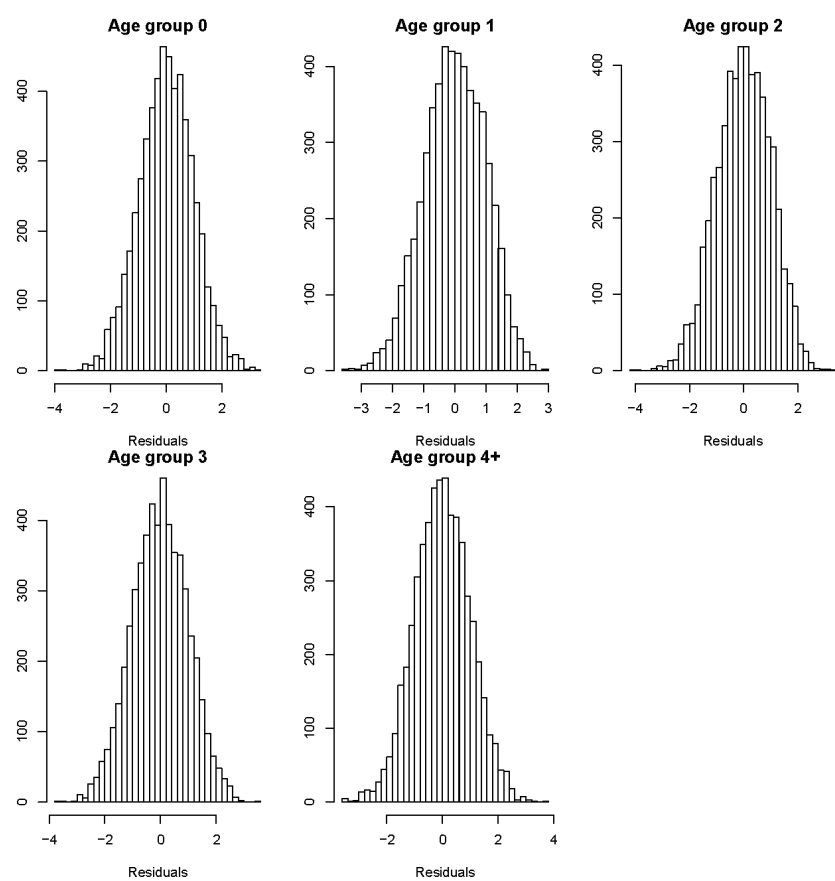 Age group 0
Age group 1
Age group 2
0 100 200 300 400
0 100 200 300 400
0 100 200 300 400
−4 −2 0 2
−3 −2 −1 0 1 2 3
−4 −2 0 2
Residuals
Residuals
Residuals
Age group 3
Age group 4+
0 100 200 300 400
0 100 200 300 400
−4 −2 0 2
−2 0 2 4
Residuals
Residuals